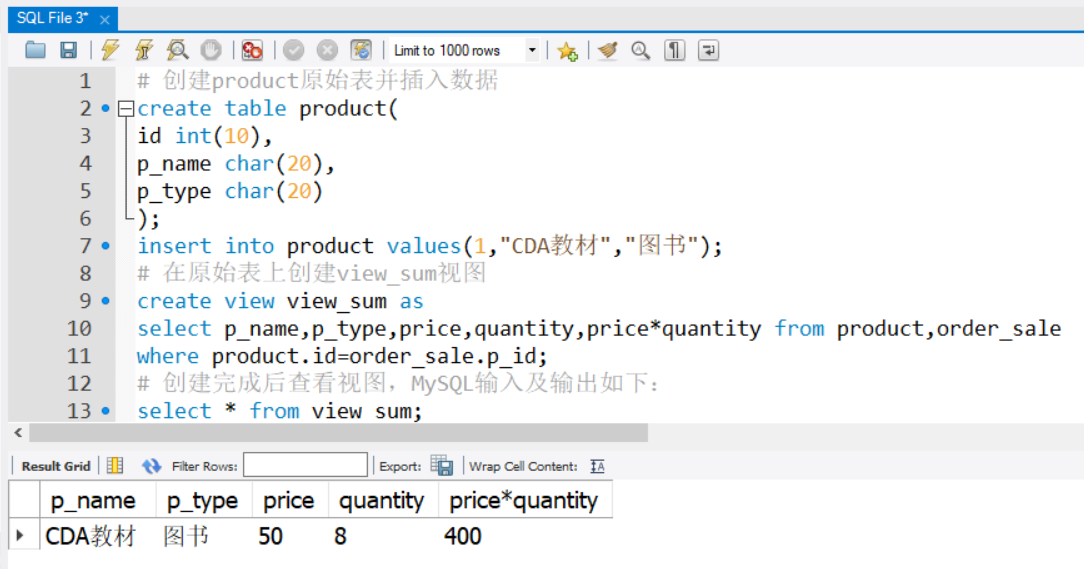 SQL File 3*
Limit to 1000 rows
1 # 创建product原始表并插入数据
2 create table product(
3 id int(10),
4 p_name char(20),
5 p_type char(20)
6 );
7 insert into product values(1,"CDA教材","图书");
8 # 在原始表上创建view_sum视图
9 create view view_sum as
10 select p_name,p_type,price,quantity,price*quantity from product,order_sale
11 where product.id=order_sale.p_id;
12 # 创建完成后查看视图，MySQL输入及输出如下：
13 select * from view sum;
Result Grid Filter Rows: Export: Wrap Cell Content: IA
p_name p_type price quantity price*quantity
CDA教材 图书 50 8 400